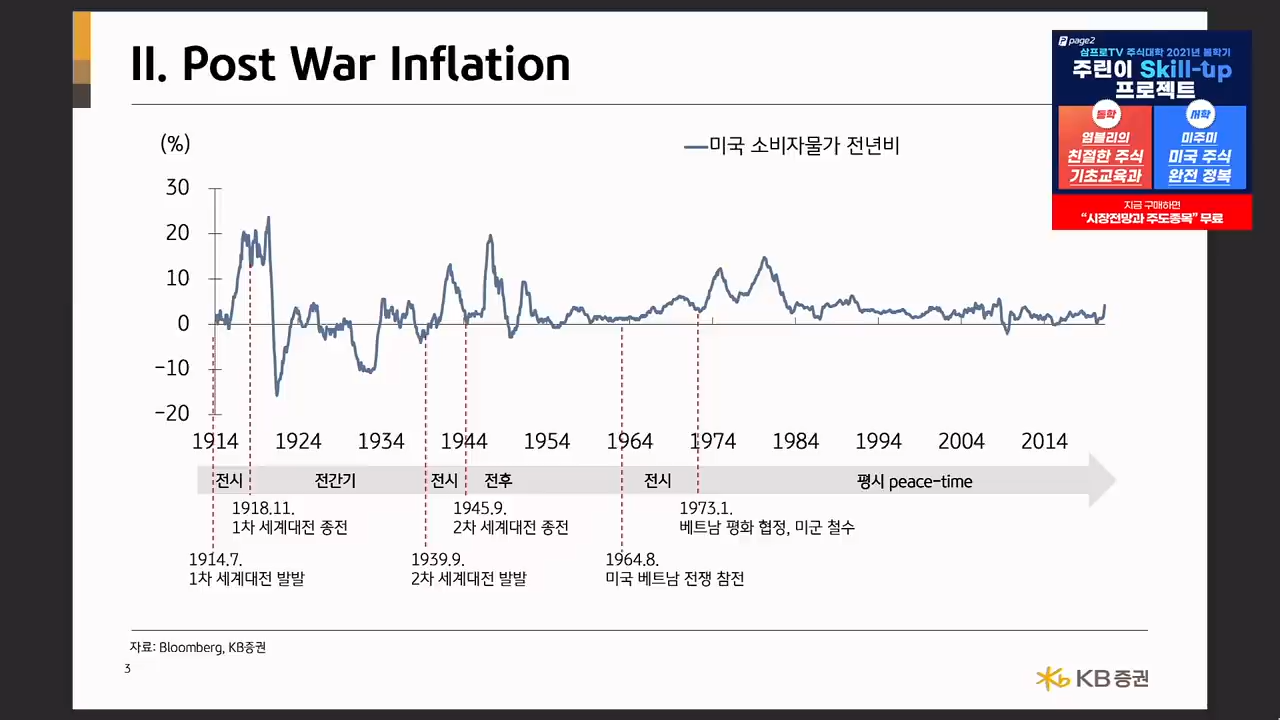 II. Post War Inflation
page2
삼프로TV 주식대학 2021년 봄학기
주린이 Skill-up
프로젝트
둘학
새학
염블리의
친절한 주식
기초교육과
미주미
미국 주식
완전 정복
지금 구매하면
“시장전망과 주도종목” 무료
(%)
미국 소비자물가 전년비
30
20
10
0
-10
-20
1914 1924 1934 1944 1954 1964 1974 1984 1994 2004 2014
전시 전간기 전시 전후 전시 평시 peace-time
1918.11.
1차 세계대전 종전
1945.9.
2차 세계대전 종전
1973.1.
베트남 평화 협정, 미군 철수
1914.7.
1차 세계대전 발발
1939.9.
2차 세계대전 발발
1964.8.
미국 베트남 전쟁 참전
자료: Bloomberg, KB증권
3
KB증권